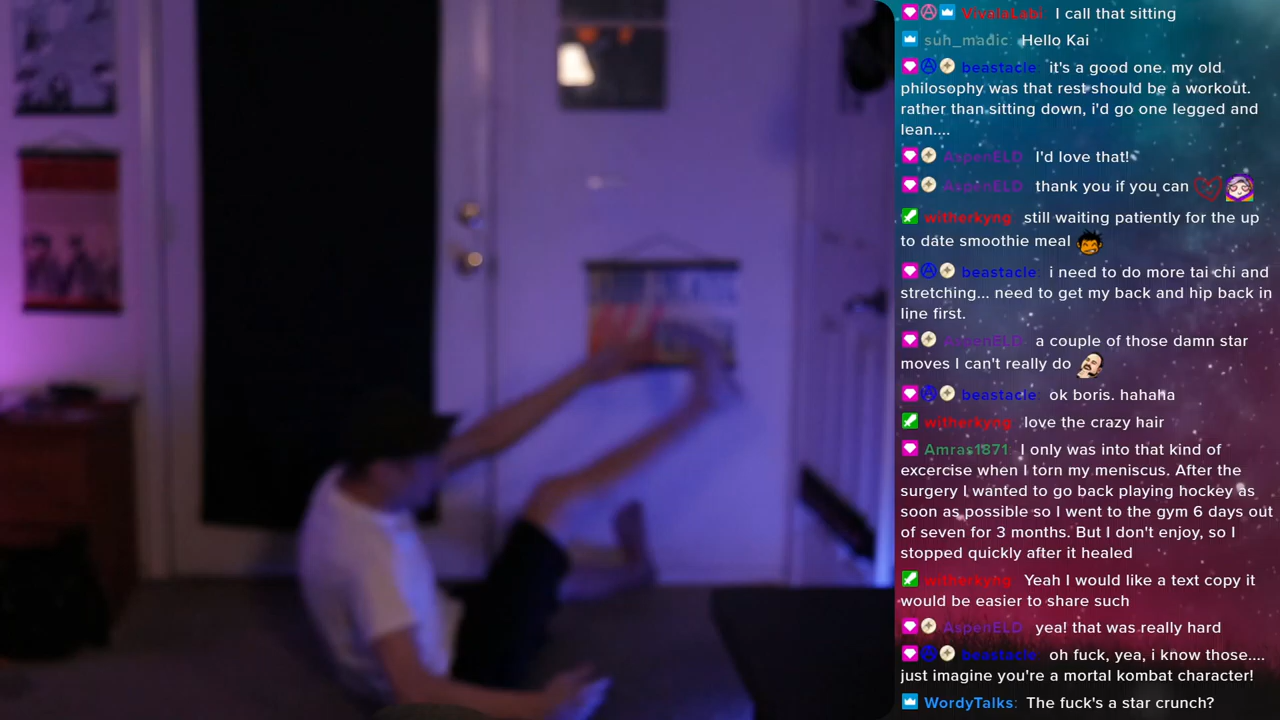 VivalaLabi I call that sitting
suh_madic: Hello Kai
beastacle: it's a good one. my old
philosophy was that rest should be a workout.
rather than sitting down, i'd go one legged and
lean....
AspenELD I'd love that!
AspenELD thank you if you can
witherkyng still waiting patiently for the up
to date smoothie meal
beastacle: i need to do more tai chi and
stretching... need to get my back and hip back in
line first.
AspenELD a couple of those damn star
moves I can't really do
beastacle: ok boris. hahaha
witherkyng love the crazy hair
Amras1871 I only was into that kind of
excercise when I torn my meniscus. After the
surgery I wanted to go back playing hockey as
soon as possible so I went to the gym 6 days out
of seven for 3 months. But I don't enjoy, so I
stopped quickly after it healed
witherkyng Yeah I would like a text copy it
would be easier to share such
AspenELD yea! that was really hard
beastacle: oh fuck, yea, i know those....
just imagine you're a mortal kombat character!
WordyTalks: The fuck's a star crunch?